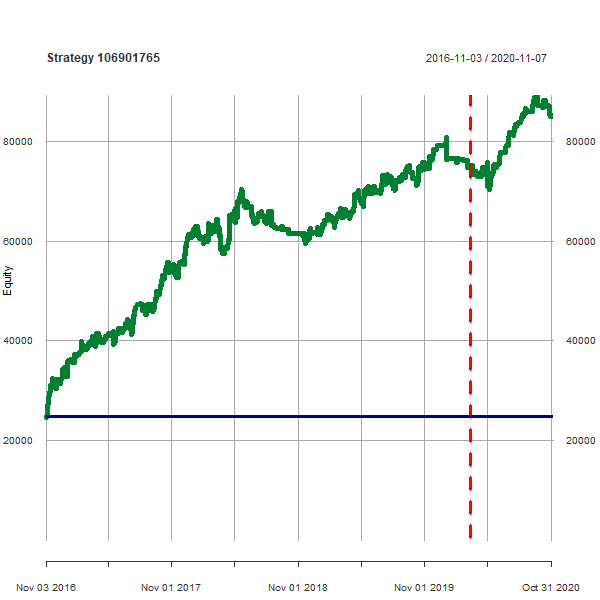 Strategy 106901765
2016-11-03 / 2020-11-07
80000
80000
60000
60000
Equity
40000
40000
20000
20000
Nov 03 2016
Nov 01 2017
Nov 01 2018
Nov 01 2019
Oct 31 2020